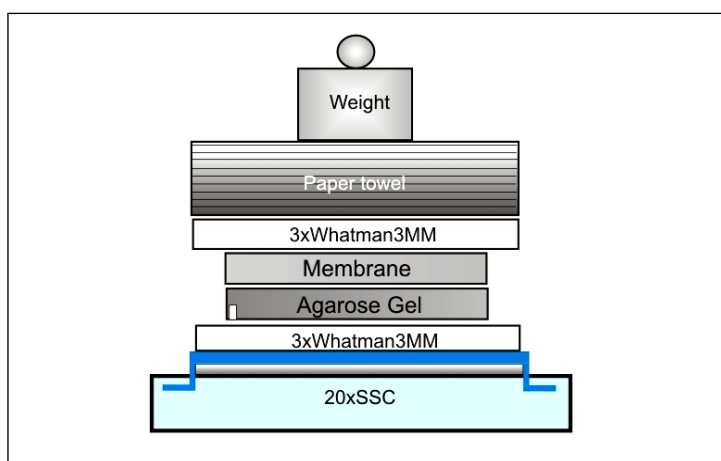 Weight
Paper towel
3xWhatman3MM
Membrane
Agarose Gel
3xWhatman3MM
20xSSC